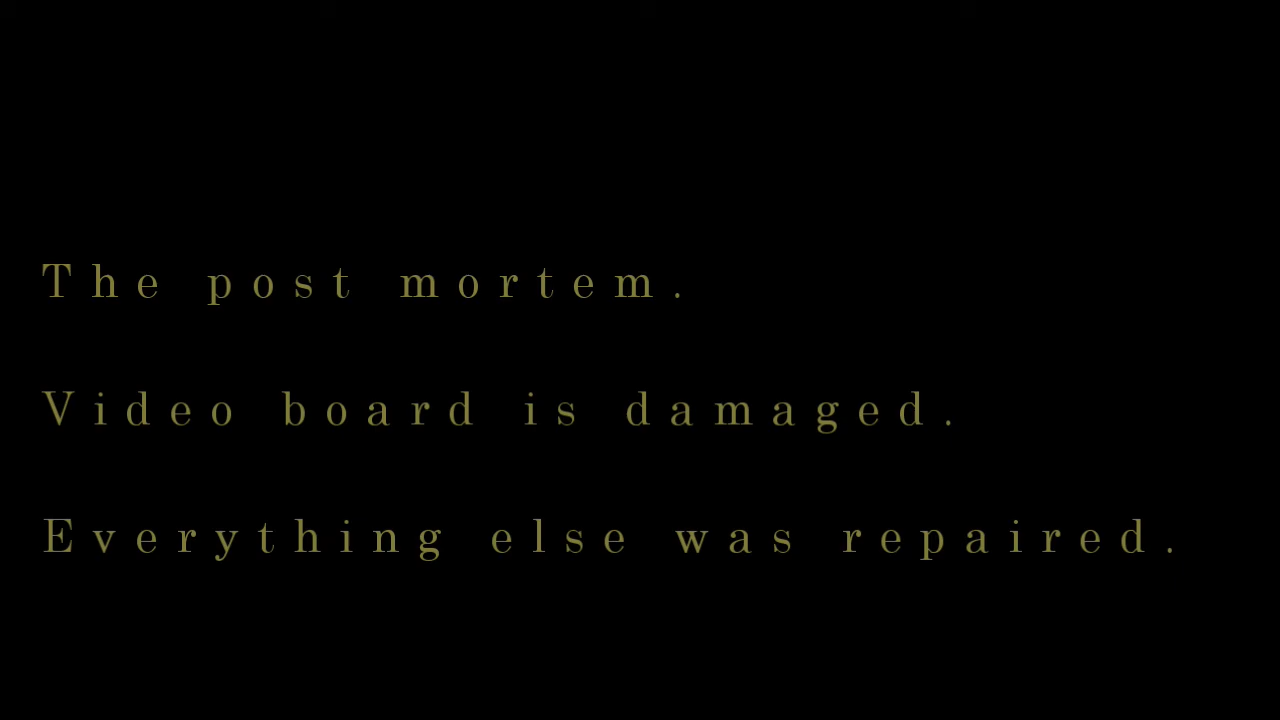 The post mortem.
Video board is damaged.
Everything else was repaired.